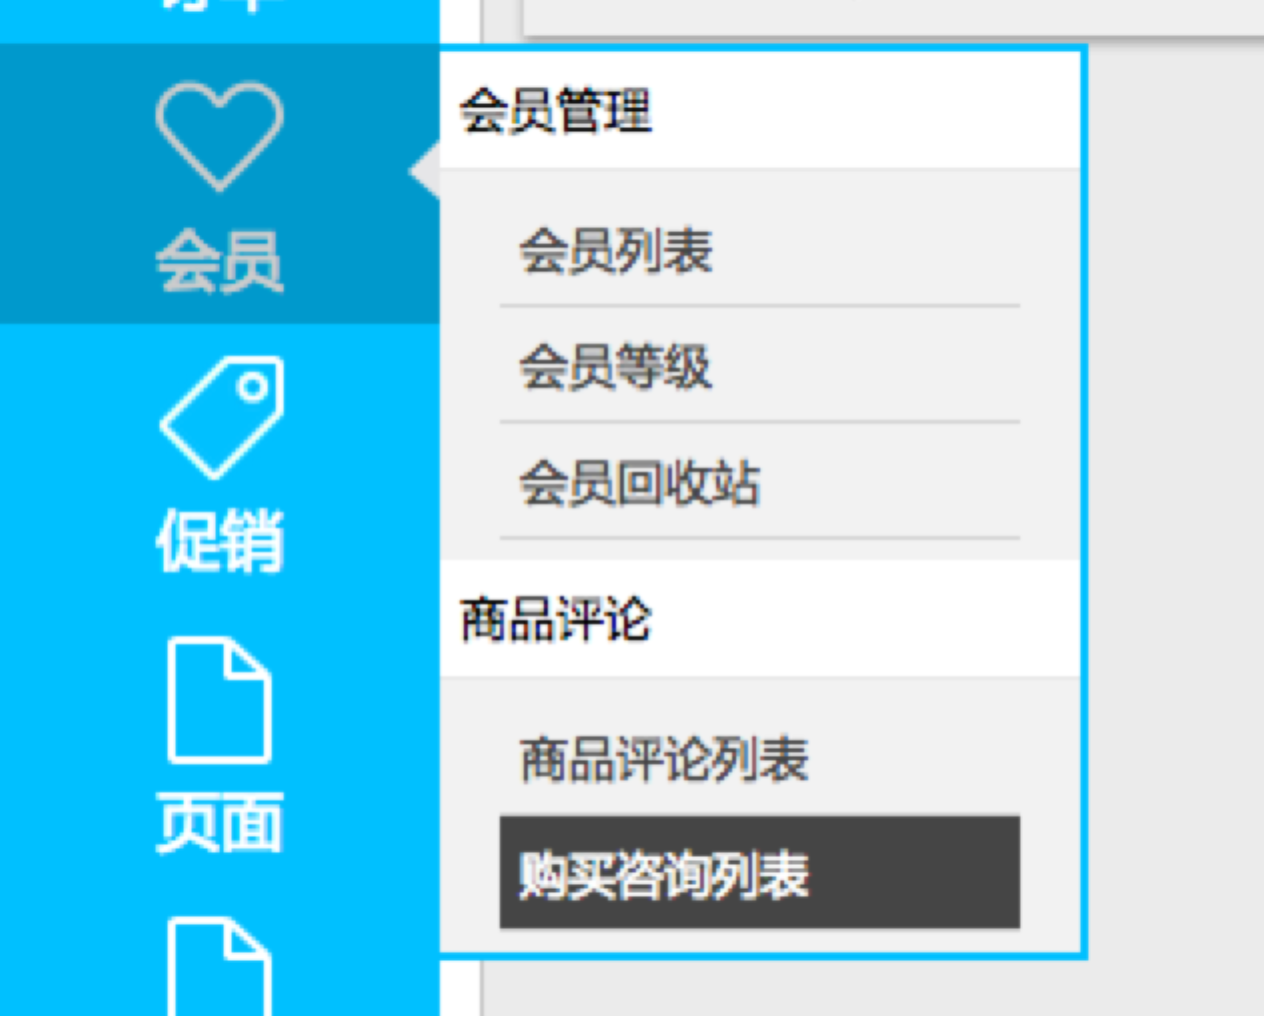 会员
促销
页面
会员管理
会员列表
会员等级
会员回收站
商品评论
商品评论列表
购买咨询列表